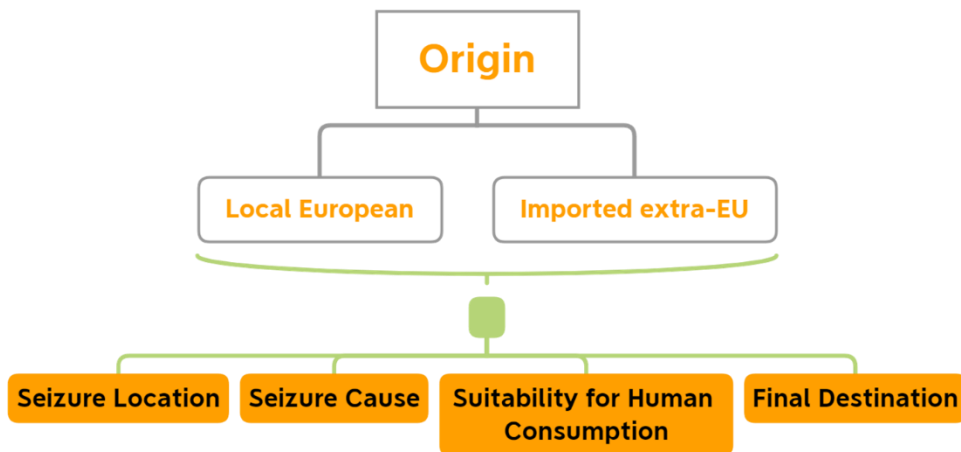 Origin
Local European
Imported extra-EU
Seizure Location
Seizure Cause
Suitability for Human
Consumption
Final Destination